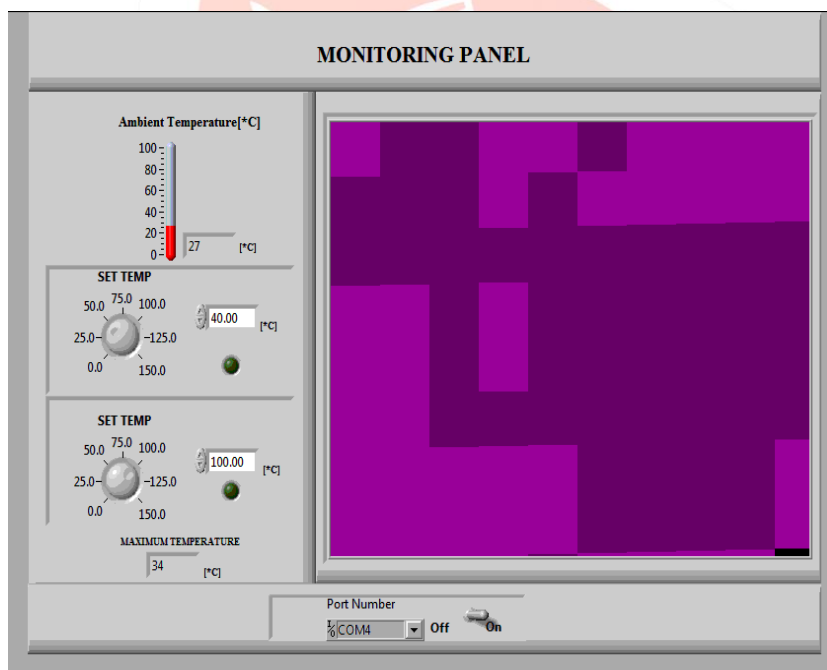 MONITORING PANEL
Ambient Temperature[*C]
100
80
60
40
20
0
27 [*C]
SET TEMP
50.0 75.0 100.0
25.0 125.0
0.0 150.0
40.00 [*C]
SET TEMP
50.0 75.0 100.0
25.0 125.0
0.0 150.0
100.00 [*C]
MAXIMUM TEMPERATURE
34 [*C]
Port Number
I/O COM4 Off On